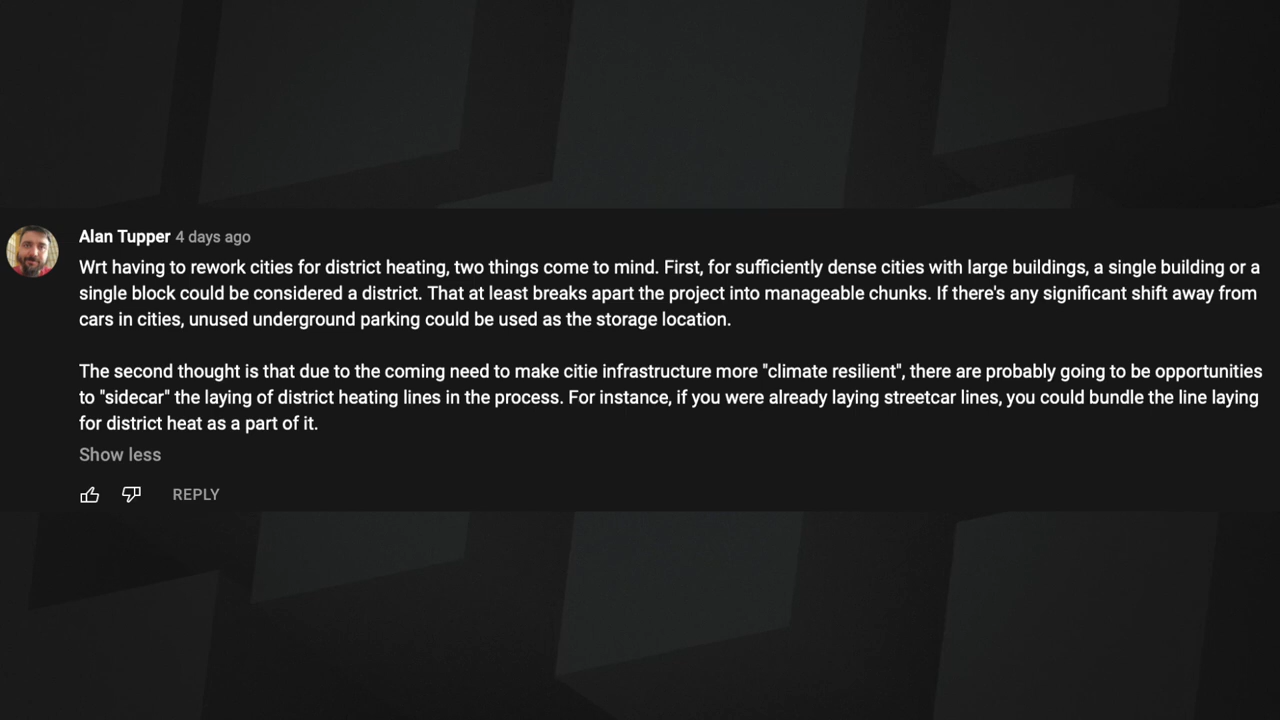 Alan Tupper 4 days ago
Wrt having to rework cities for district heating, two things come to mind. First, for sufficiently dense cities with large buildings, a single building or a
single block could be considered a district. That at least breaks apart the project into manageable chunks. If there's any significant shift away from
cars in cities, unused underground parking could be used as the storage location.
The second thought is that due to the coming need to make citie infrastructure more "climate resilient", there are probably going to be opportunities
to "sidecar" the laying of district heating lines in the process. For instance, if you were already laying streetcar lines, you could bundle the line laying
for district heat as a part of it.
Show less
REPLY